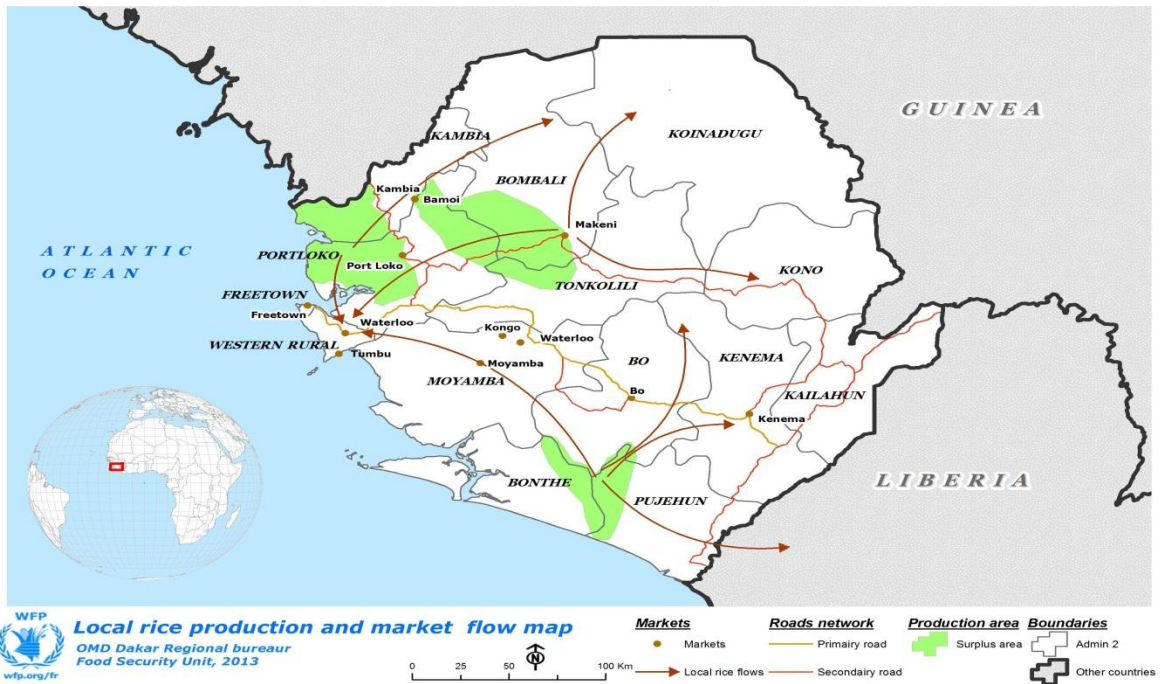 GUINEA
KAMBIA
KOINADUGU
BOMBALI
Kambia
Bamoi
ATLANTIC
OCEAN
Makeni
PORTLOKO
Port Loko
KONO
TONKOLILI
FREETOWN
Freetown
Waterloo
Kongo
Waterloo
WESTERN RURAL
Tumbu
Moyamba
BO
KENEMA
MOYAMBA
KAILAHUN
Bo
Kenema
BONTHE
PUJEHUN
LIBERIA
WFP
wfp.org/fr
Local rice production and market flow map
OMD Dakar Regional bureaur
Food Security Unit, 2013
N
0 25 50 100 Km
Markets
Markets
Local rice flows
Roads network
Primairy road
Secondairy road
Production area
Surplus area
Boundaries
Admin 2
Other countries